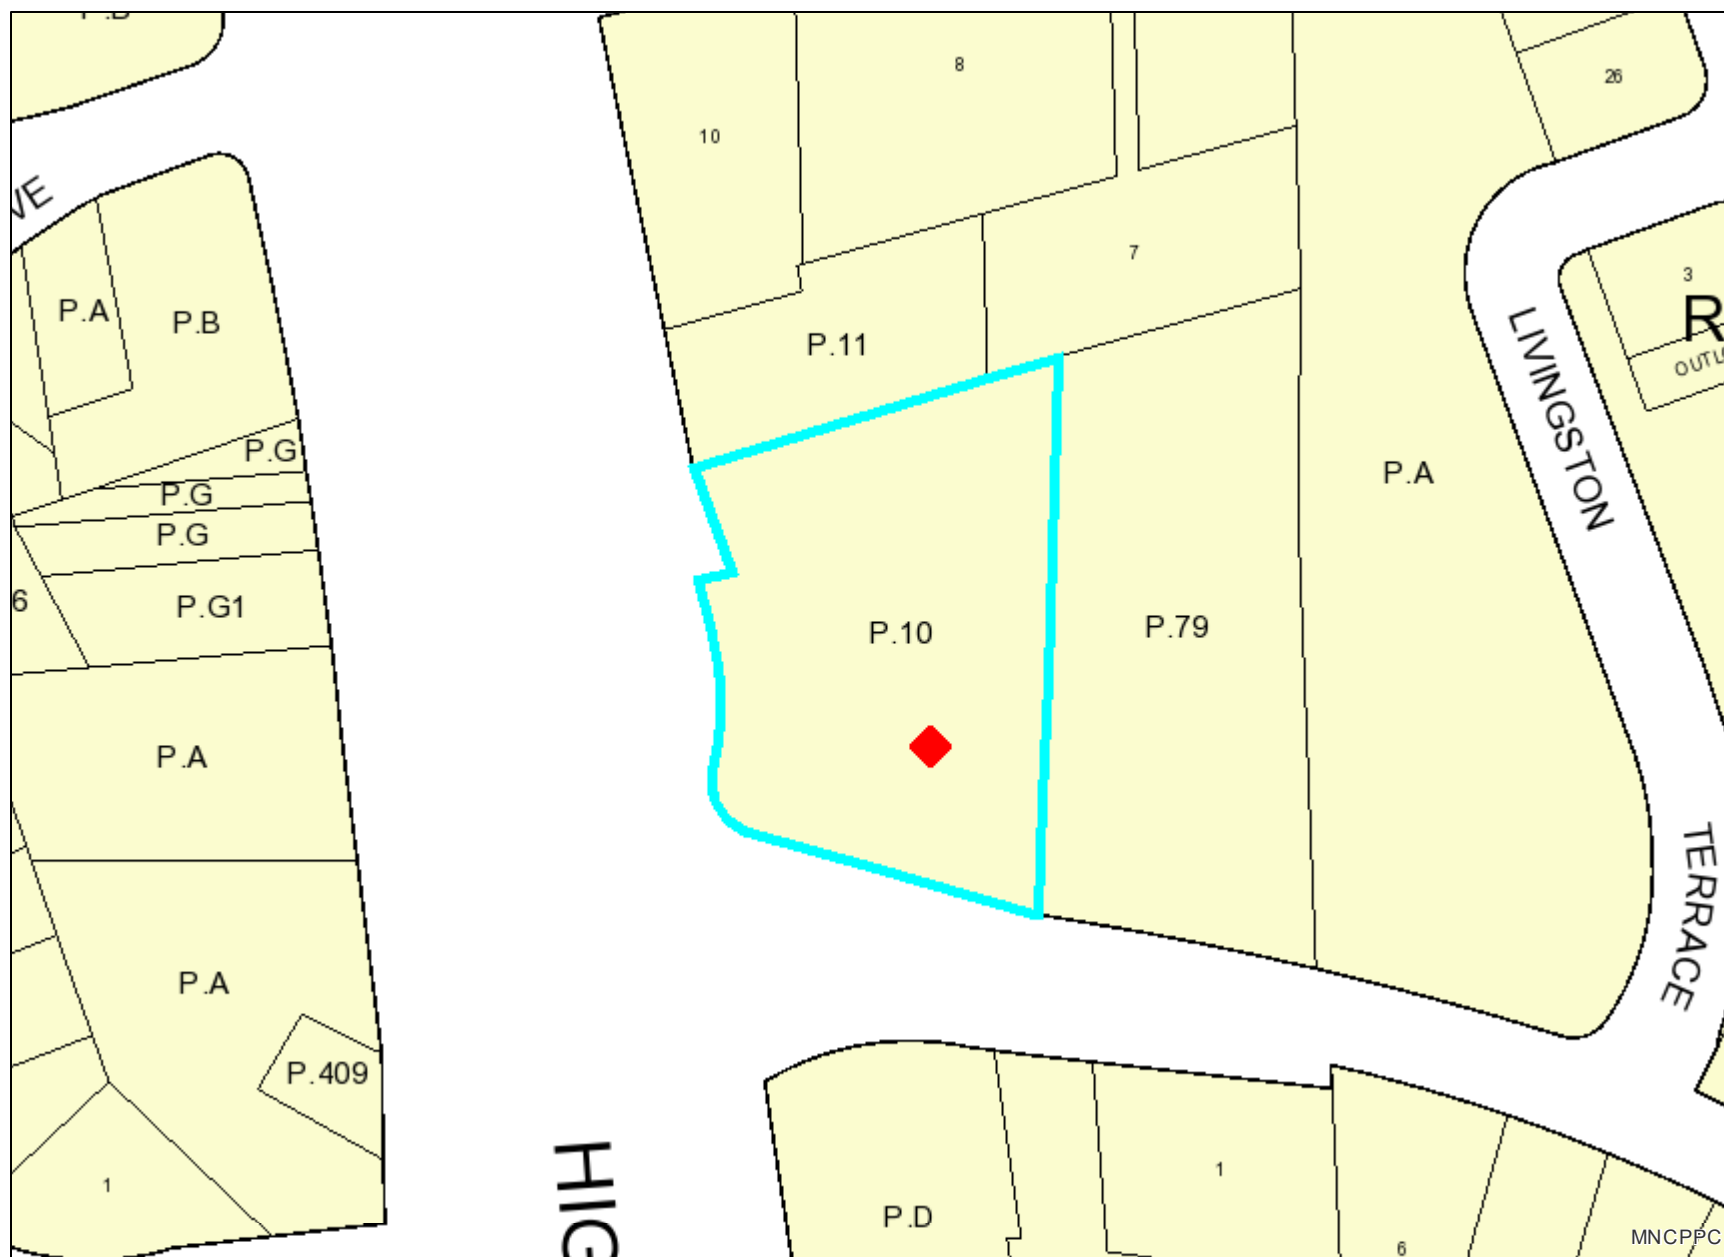 8
26
10
VE
7
3
P.A
P.B
P.11
R
OUTL
LIVINGSTON
P.G
P.A
P.G
P.G
6
P.G1
P.10
P.79
P.A
TERRACE
P.A
P.409
HIG
1
1
P.D
6
MNCPPC